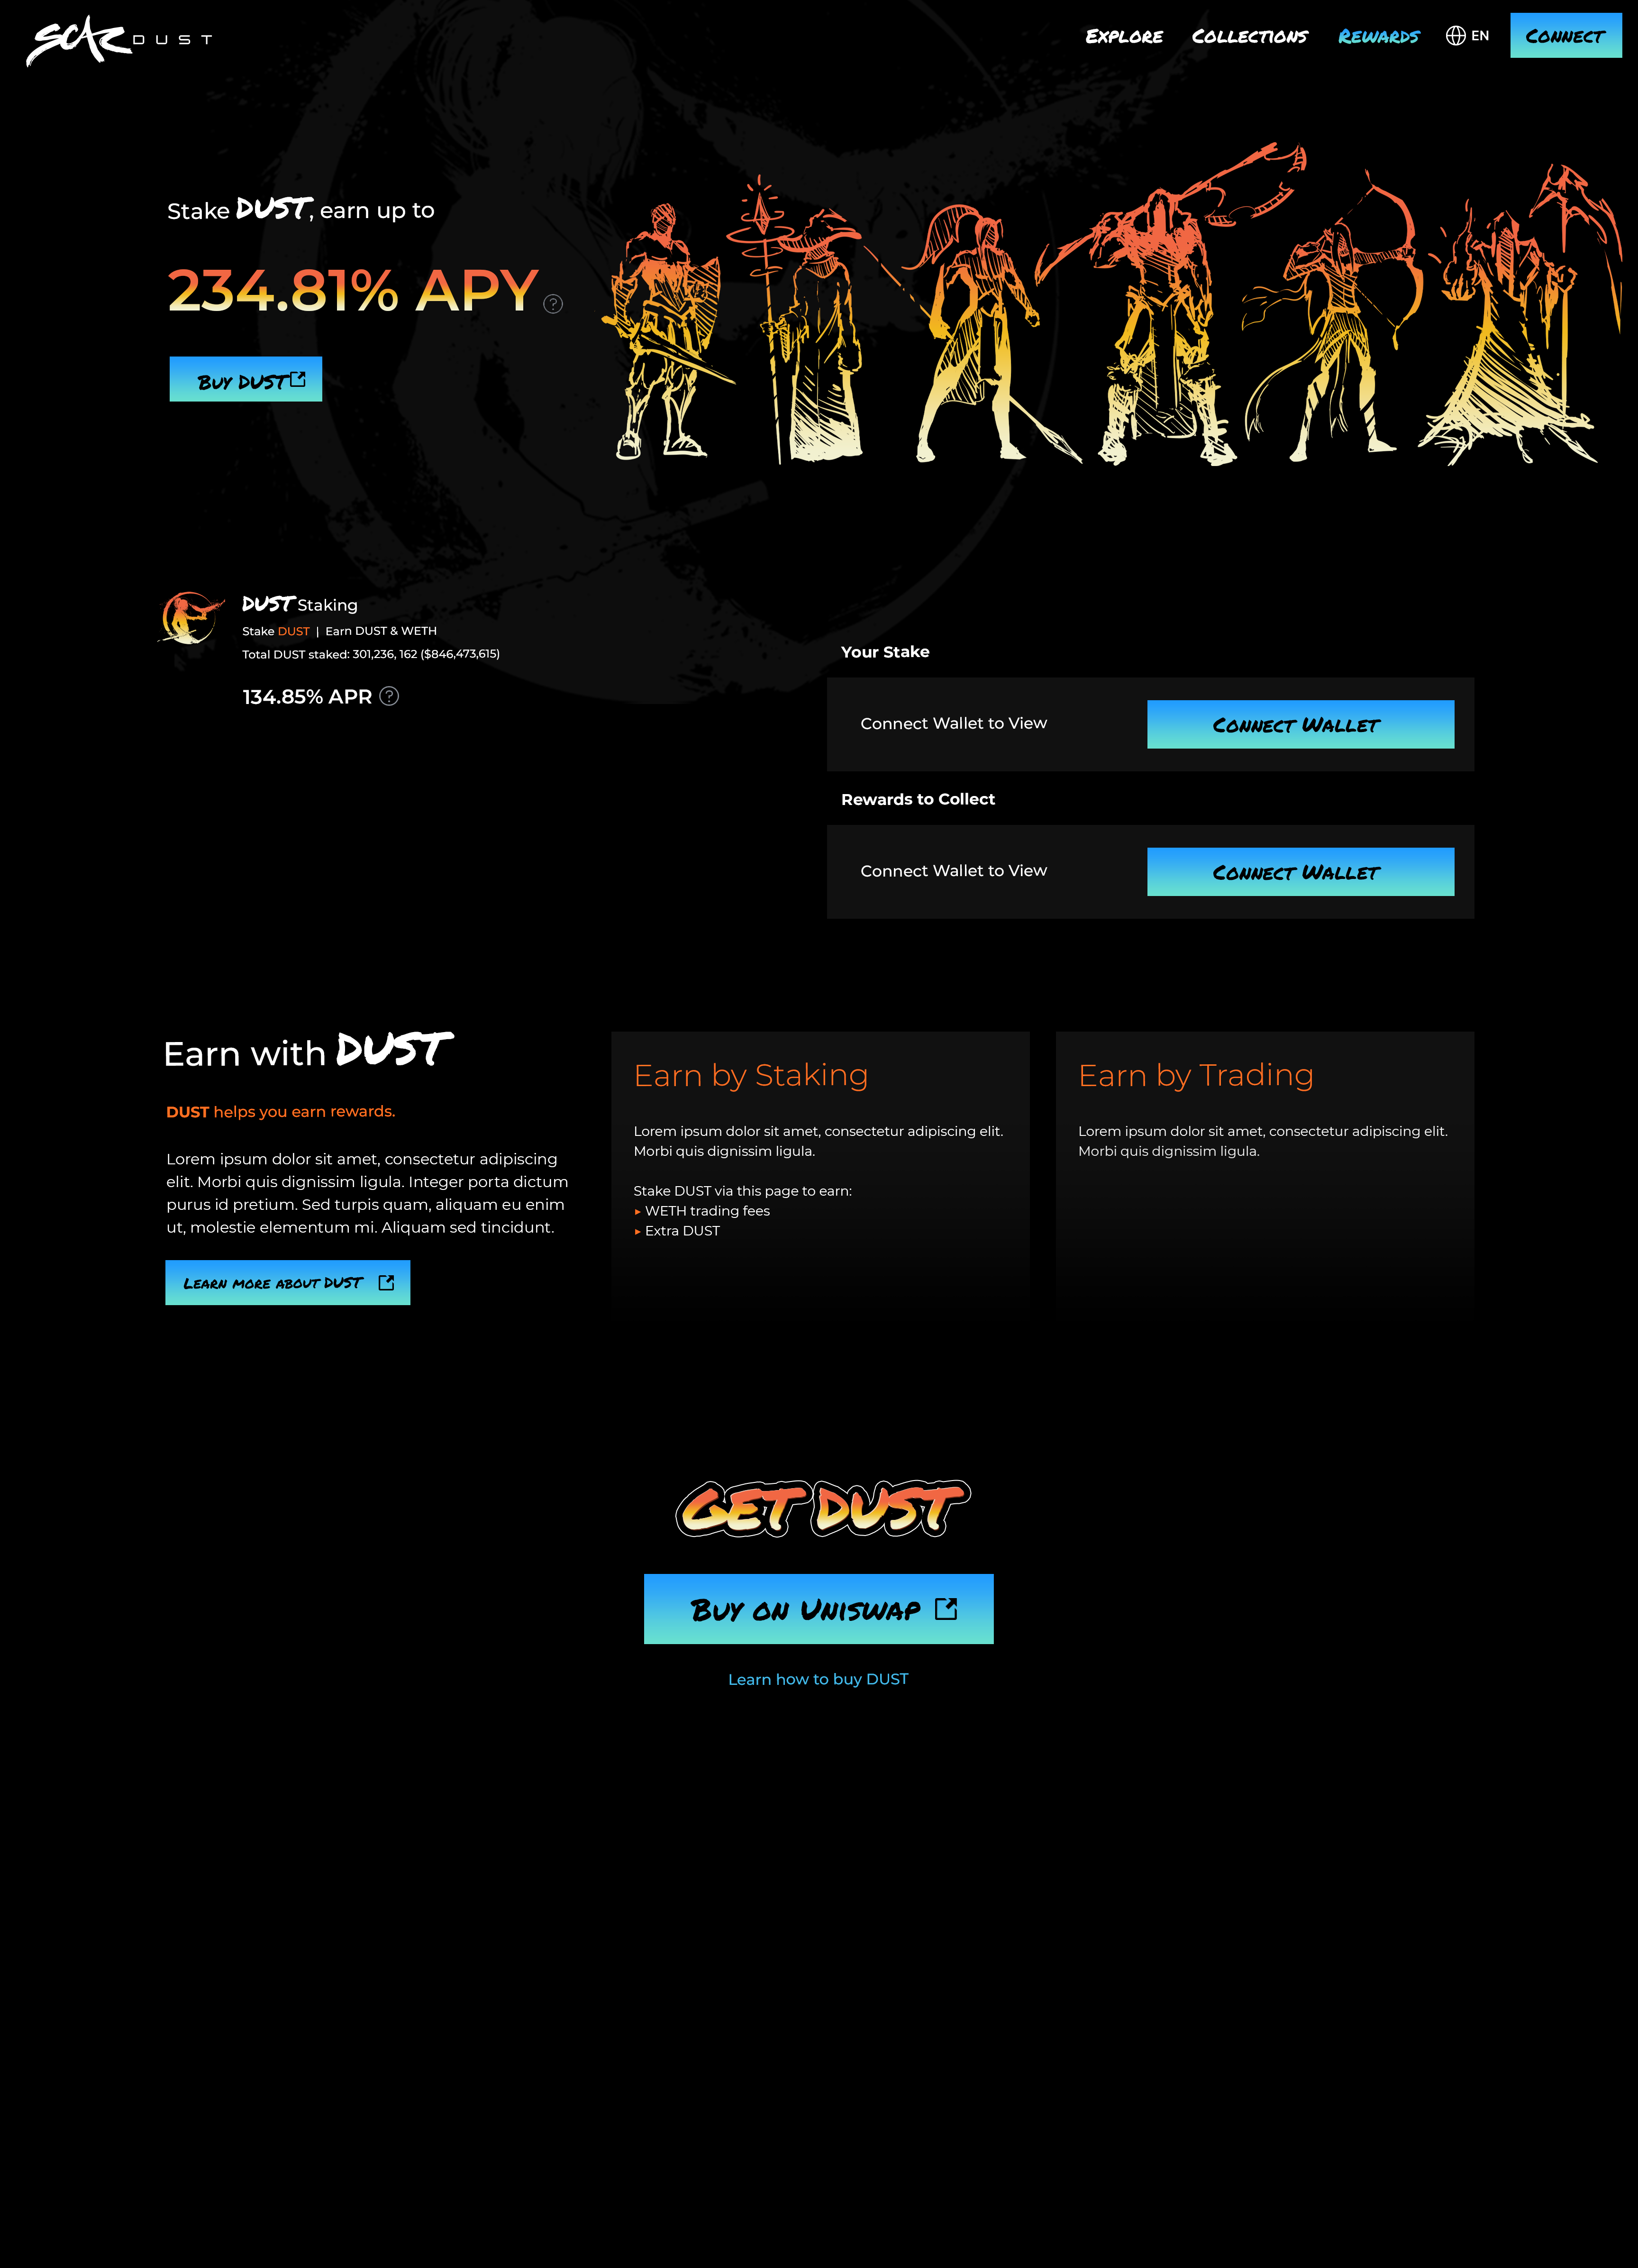 SCAR DUST
Explore Collections Rewards EN Connect
Stake DUST, earn up to
234.81% APY ?
Buy DUST
DUST Staking
Stake DUST | Earn DUST & WETH
Total DUST staked: 301,236, 162 ($846,473,615)
134.85% APR ?
Your Stake
Connect Wallet to View Connect Wallet
Rewards to Collect
Connect Wallet to View Connect Wallet
Earn with DUST
DUST helps you earn rewards.
Lorem ipsum dolor sit amet, consectetur adipiscing
elit. Morbi quis dignissim ligula. Integer porta dictum
purus id pretium. Sed turpis quam, aliquam eu enim
ut, molestie elementum mi. Aliquam sed tincidunt.
Learn more about DUST
Earn by Staking
Lorem ipsum dolor sit amet, consectetur adipiscing elit.
Morbi quis dignissim ligula.
Stake DUST via this page to earn:
▸ WETH trading fees
▸ Extra DUST
Earn by Trading
Lorem ipsum dolor sit amet, consectetur adipiscing elit.
Morbi quis dignissim ligula.
GET DUST
Buy on Uniswap
Learn how to buy DUST